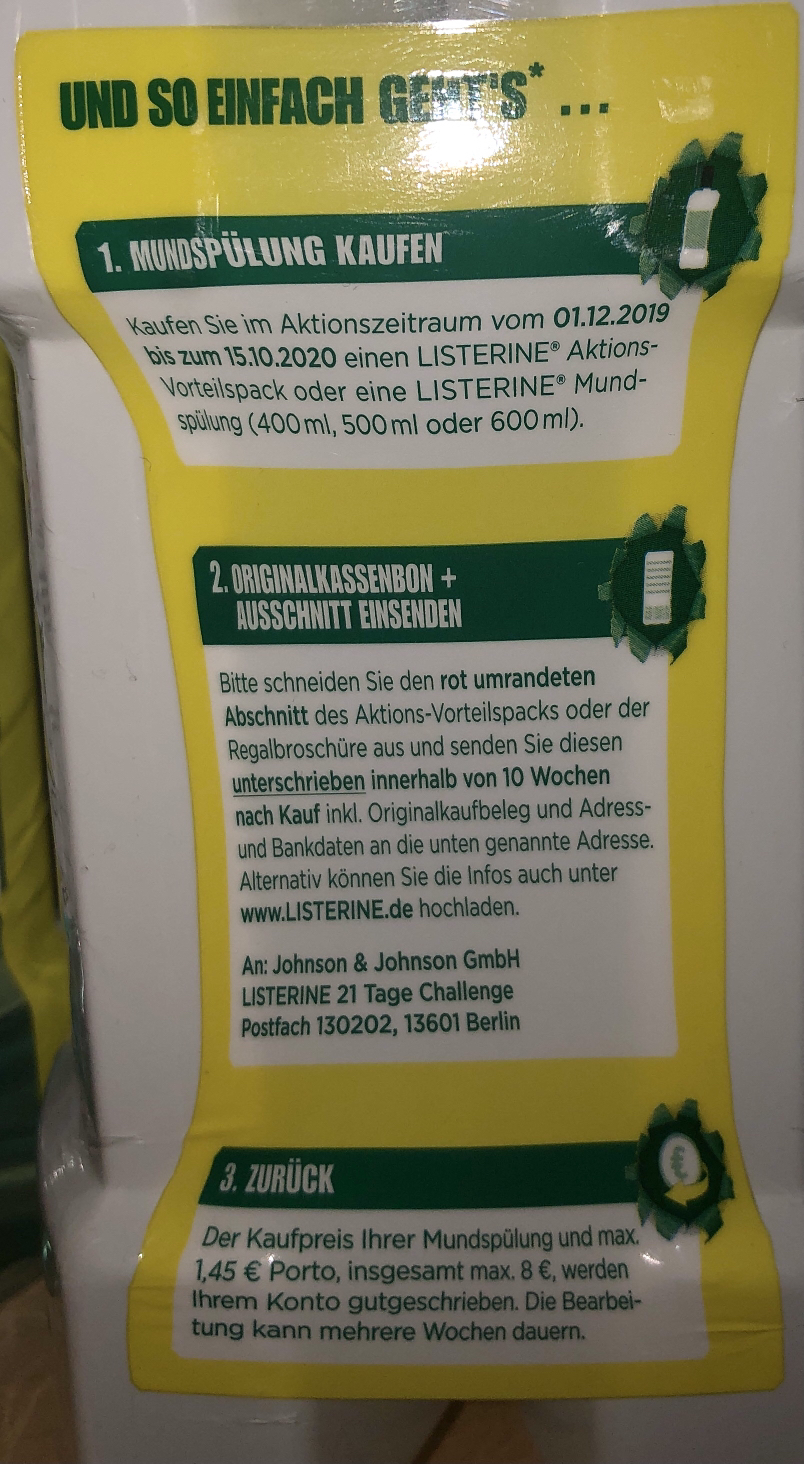 UND SO EINFACH GEHT'S* ...
1. MUNDSPÜLUNG KAUFEN
Kaufen Sie im Aktionszeitraum vom 01.12.2019
bis zum 15.10.2020 einen LISTERINE® Aktions-
Vorteilspack oder eine LISTERINE® Mund-
spülung (400 ml, 500 ml oder 600 ml).
2. ORIGINALKASSENBON +
AUSSCHNITT EINSENDEN
Bitte schneiden Sie den rot umrandeten
Abschnitt des Aktions-Vorteilspacks oder der
Regalbroschüre aus und senden Sie diesen
unterschrieben innerhalb von 10 Wochen
nach Kauf inkl. Originalkaufbeleg und Adress-
und Bankdaten an die unten genannte Adresse.
Alternativ können Sie die Infos auch unter
www.LISTERINE.de hochladen.
An: Johnson & Johnson GmbH
LISTERINE 21 Tage Challenge
Postfach 130202, 13601 Berlin
3. ZURÜCK
€
Der Kaufpreis Ihrer Mundspülung und max.
1,45 € Porto, insgesamt max. 8 €, werden
Ihrem Konto gutgeschrieben. Die Bearbei-
tung kann mehrere Wochen dauern.